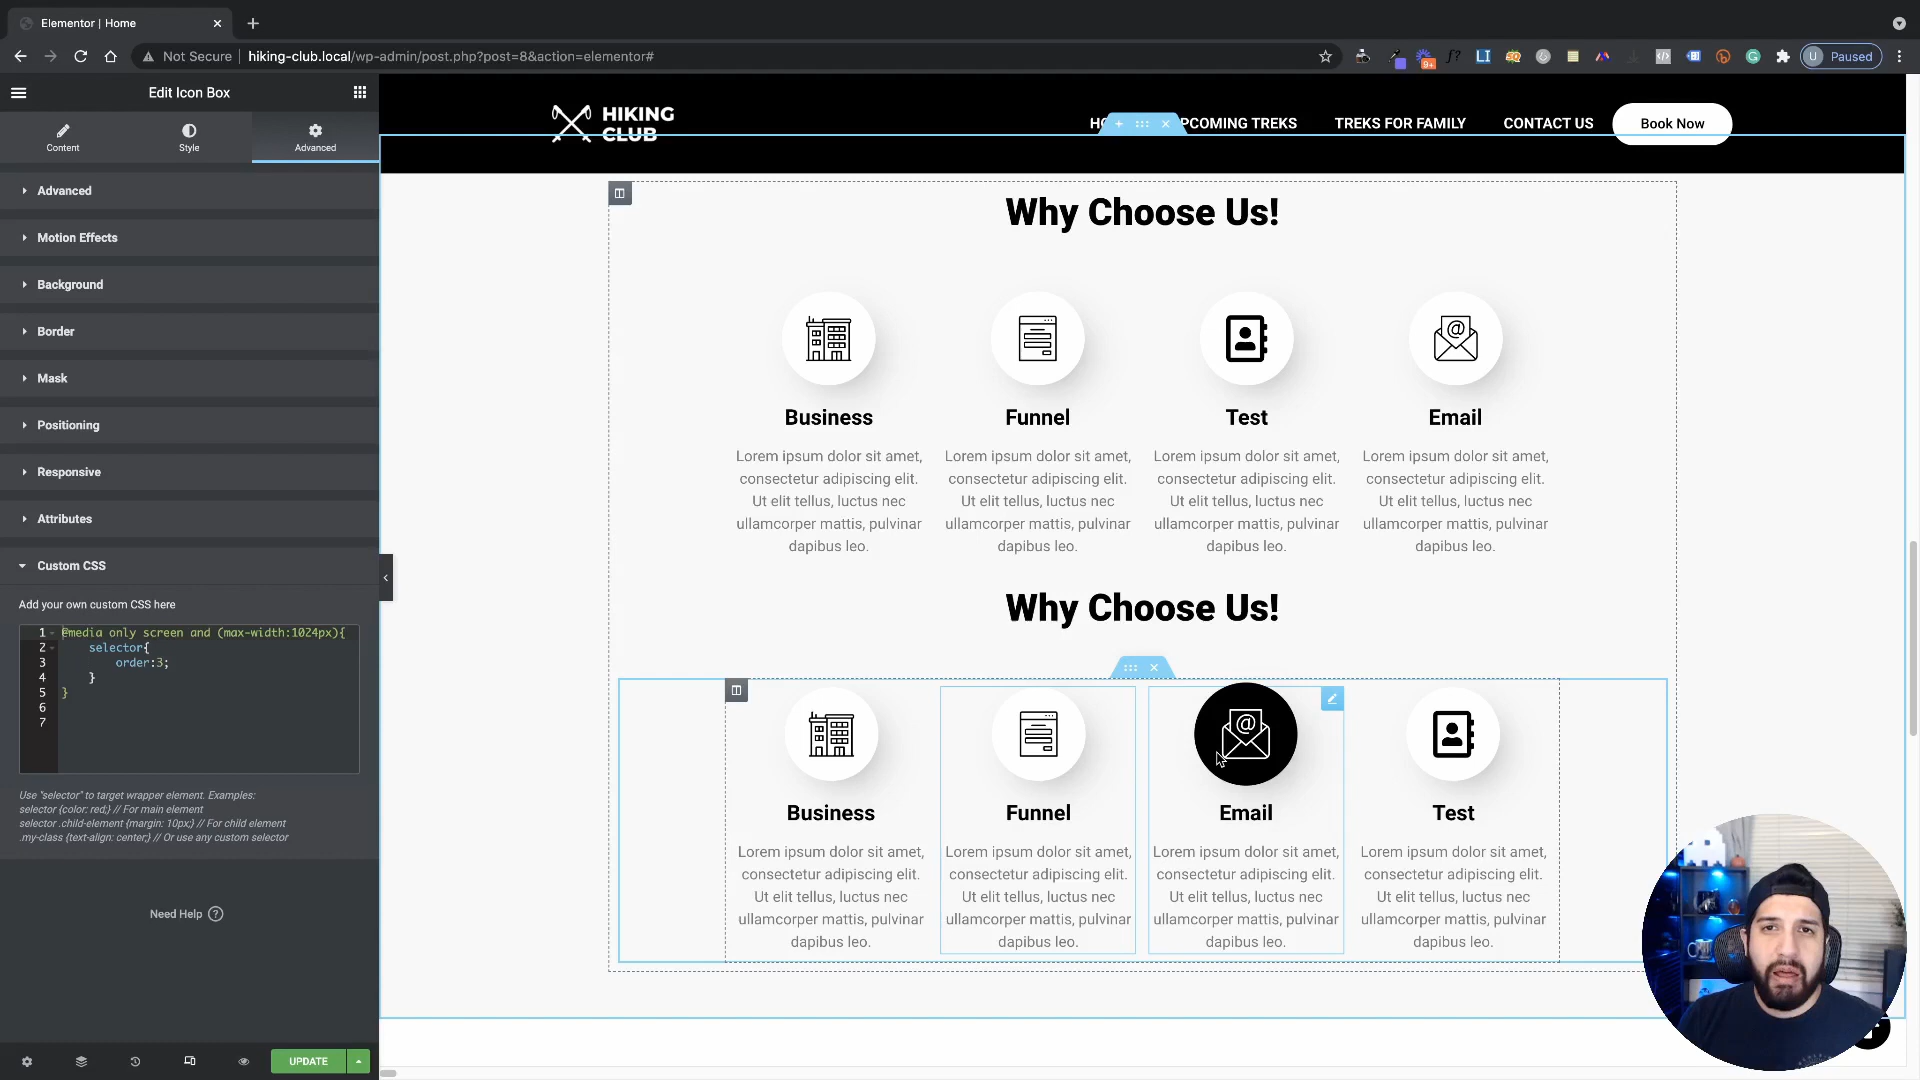 Elementor | Home
Not Secure
hiking-club.local/wp-admin/post.php?post=8&action=elementor#
9+
f?
LI
U
Paused
Edit Icon Box
Content
Style
Advanced
Advanced
Motion Effects
Background
Border
Mask
Positioning
Responsive
Attributes
Custom CSS
Add your own custom CSS here
1 @media only screen and (max-width:1024px){
2 selector{
3 order:3;
4 }
5 }
6
7
Use "selector" to target wrapper element. Examples:
selector {color: red;} // For main element
selector .child-element {margin: 10px;} // For child element
.my-class {text-align: center;} // Or use any custom selector
Need Help
UPDATE
HIKING
CLUB
HO
PCOMING TREKS
TREKS FOR FAMILY
CONTACT US
Book Now
Why Choose Us!
Business
Funnel
Test
Email
Lorem ipsum dolor sit amet,
consectetur adipiscing elit.
Ut elit tellus, luctus nec
ullamcorper mattis, pulvinar
dapibus leo.
Lorem ipsum dolor sit amet,
consectetur adipiscing elit.
Ut elit tellus, luctus nec
ullamcorper mattis, pulvinar
dapibus leo.
Lorem ipsum dolor sit amet,
consectetur adipiscing elit.
Ut elit tellus, luctus nec
ullamcorper mattis, pulvinar
dapibus leo.
Lorem ipsum dolor sit amet,
consectetur adipiscing elit.
Ut elit tellus, luctus nec
ullamcorper mattis, pulvinar
dapibus leo.
Why Choose Us!
Business
Funnel
Email
Test
Lorem ipsum dolor sit amet,
consectetur adipiscing elit.
Ut elit tellus, luctus nec
ullamcorper mattis, pulvinar
dapibus leo.
Lorem ipsum dolor sit amet,
consectetur adipiscing elit.
Ut elit tellus, luctus nec
ullamcorper mattis, pulvinar
dapibus leo.
Lorem ipsum dolor sit amet,
consectetur adipiscing elit.
Ut elit tellus, luctus nec
ullamcorper mattis, pulvinar
dapibus leo.
Lorem ipsum dolor sit amet,
consectetur adipiscing elit.
Ut elit tellus, luctus nec
ullamcorper mattis, pulvinar
dapibus leo.